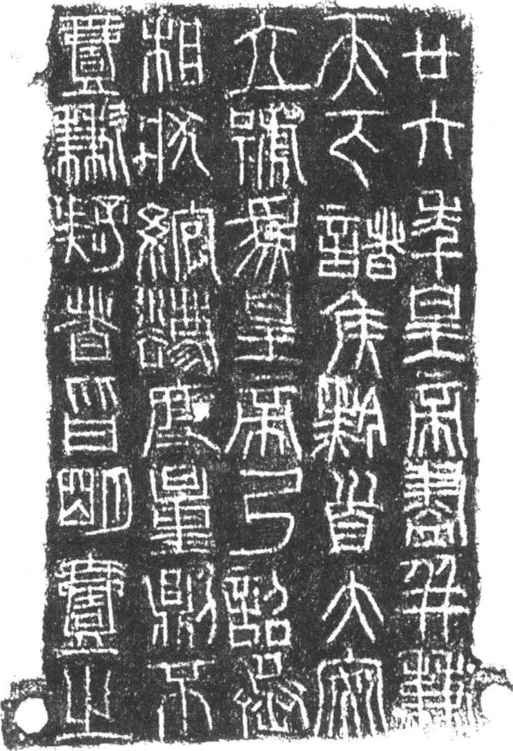 廿六年皇帝盡并兼
天下諸侯黔首大安
立號為皇帝乃詔丞
相狀綰灋度量則不
壹歉疑者皆明壹之